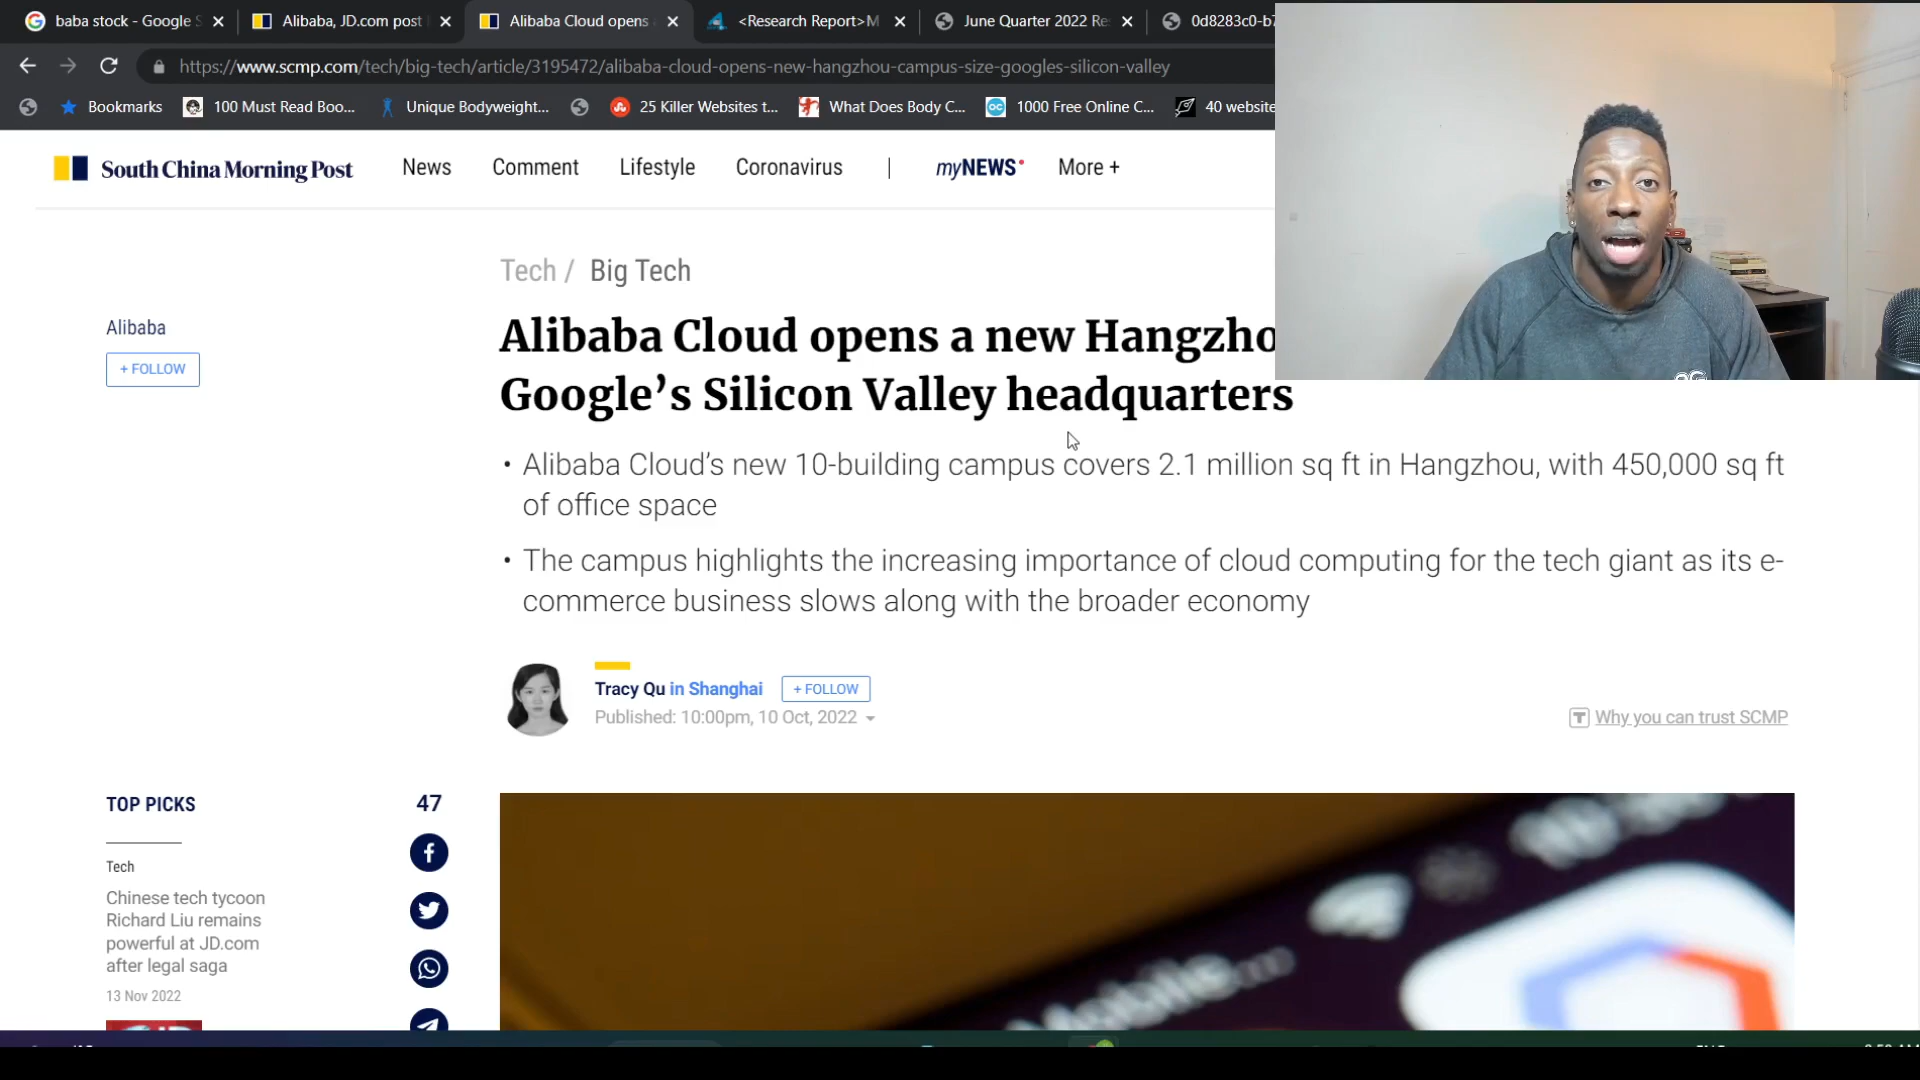 baba stock - Google S
Alibaba, JD.com post
Alibaba Cloud opens
<Research Report>M
June Quarter 2022 Re
0d8283c0-b7
https://www.scmp.com/tech/big-tech/article/3195472/alibaba-cloud-opens-new-hangzhou-campus-size-googles-silicon-valley
Bookmarks
100 Must Read Boo...
Unique Bodyweight...
25 Killer Websites t...
What Does Body C...
1000 Free Online C...
40 website
South China Morning Post
News
Comment
Lifestyle
Coronavirus
myNEWS
More +
Tech / Big Tech
Alibaba
+ FOLLOW
Alibaba Cloud opens a new Hangzho
Google’s Silicon Valley headquarters
• Alibaba Cloud’s new 10-building campus covers 2.1 million sq ft in Hangzhou, with 450,000 sq ft
of office space
• The campus highlights the increasing importance of cloud computing for the tech giant as its e-
commerce business slows along with the broader economy
Tracy Qu in Shanghai
+ FOLLOW
Published: 10:00pm, 10 Oct, 2022
Why you can trust SCMP
TOP PICKS
47
Tech
Chinese tech tycoon
Richard Liu remains
powerful at JD.com
after legal saga
13 Nov 2022
Mobile